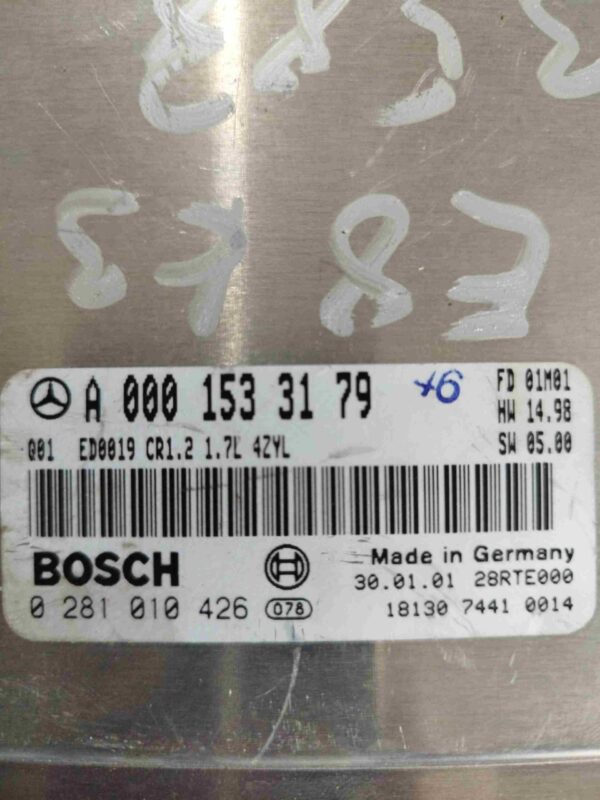 A 000 153 31 79 +6 FD 01M01
HW 14.98
Q01 ED0019 CR1.2 1.7L 4ZYL SW 05.00
BOSCH Made in Germany
30.01.01 28RTE000
0 281 010 426 078 18130 7441 0014